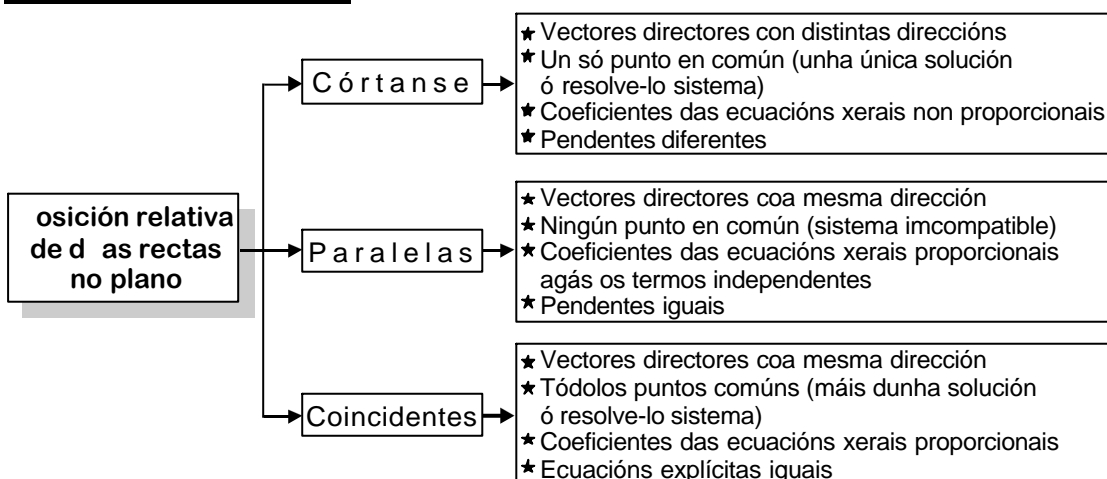 osición relativa
de d as rectas
no plano
Córtanse
★ Vectores directores con distintas direccións
★ Un só punto en común (unha única solución
ó resolve-lo sistema)
★ Coeficientes das ecuacións xerais non proporcionais
★ Pendentes diferentes
Paralelas
★ Vectores directores coa mesma dirección
★ Ningún punto en común (sistema imcompatible)
★ Coeficientes das ecuacións xerais proporcionais
agás os termos independentes
★ Pendentes iguais
Coincidentes
★ Vectores directores coa mesma dirección
★ Tódolos puntos comúns (máis dunha solución
ó resolve-lo sistema)
★ Coeficientes das ecuacións xerais proporcionais
★ Ecuacións explícitas iguais